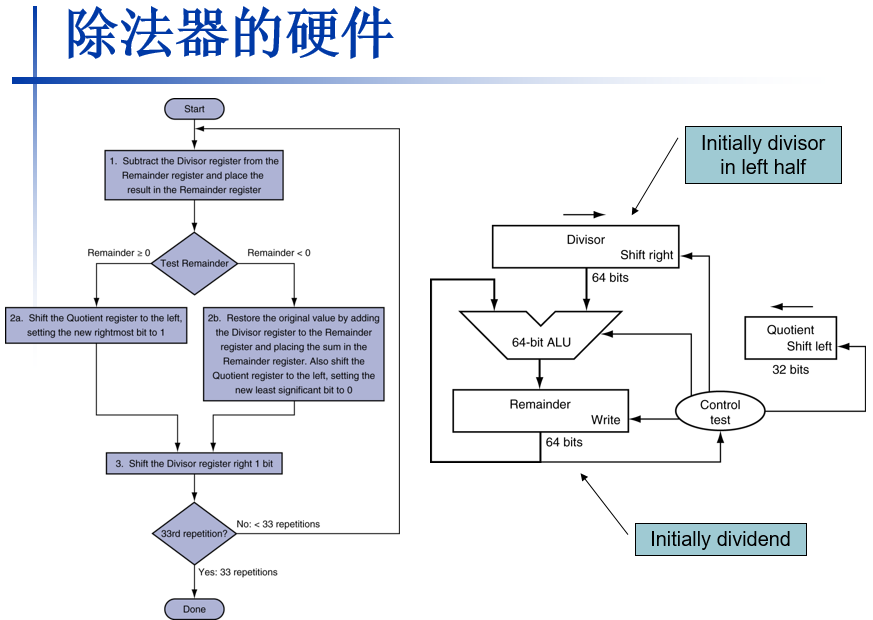 除法器的硬件
Start
1. Subtract the Divisor register from the
Remainder register and place the
result in the Remainder register
Remainder ≥ 0
Test Remainder
Remainder < 0
2a. Shift the Quotient register to the left,
setting the new rightmost bit to 1
2b. Restore the original value by adding
the Divisor register to the Remainder
register and placing the sum in the
Remainder register. Also shift the
Quotient register to the left, setting the
new least significant bit to 0
3. Shift the Divisor register right 1 bit
33rd repetition?
No: < 33 repetitions
Yes: 33 repetitions
Done
Initially divisor
in left half
Divisor
Shift right
64 bits
64-bit ALU
Quotient
Shift left
32 bits
Remainder
Write
64 bits
Control
test
Initially dividend